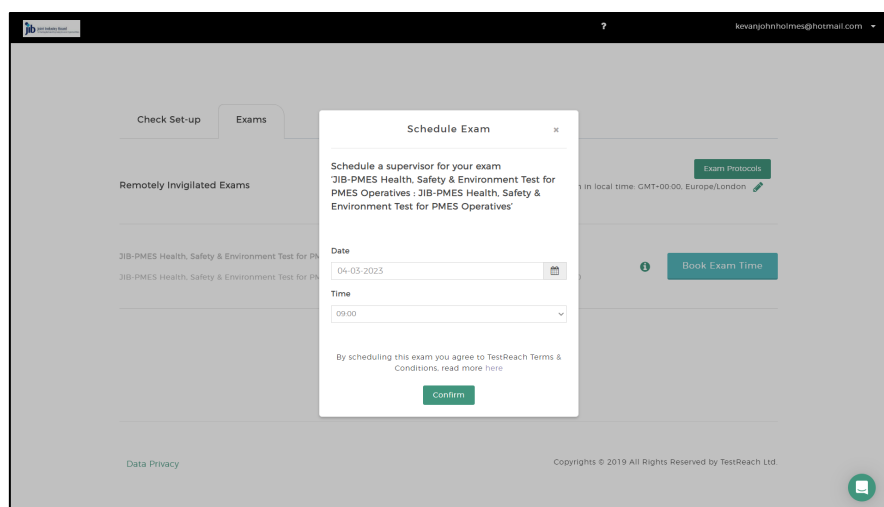 jib Joint Industry Board
? kevanjohnholmes@hotmail.com
Check Set-up Exams
Schedule Exam ×
Schedule a supervisor for your exam
'JIB-PMES Health, Safety & Environment Test for
PMES Operatives : JIB-PMES Health, Safety &
Environment Test for PMES Operatives'
Exam Protocols
Remotely Invigilated Exams
in local time: GMT+00:00, Europe/London
Date
JIB-PMES Health, Safety & Environment Test for PM
04-03-2023
Book Exam Time
JIB-PMES Health, Safety & Environment Test for PM
Time
09:00
By scheduling this exam you agree to TestReach Terms &
Conditions, read more here
Confirm
Data Privacy
Copyrights © 2019 All Rights Reserved by TestReach Ltd.